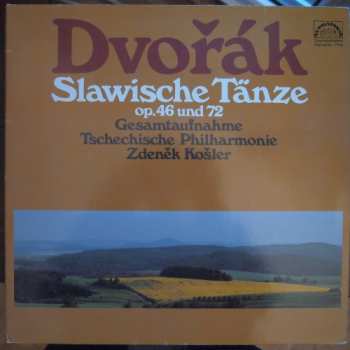 Dvořák
Slawische Tänze
op. 46 und 72
Gesamtaufnahme
Tschechische Philharmonie
Zdeněk Košler